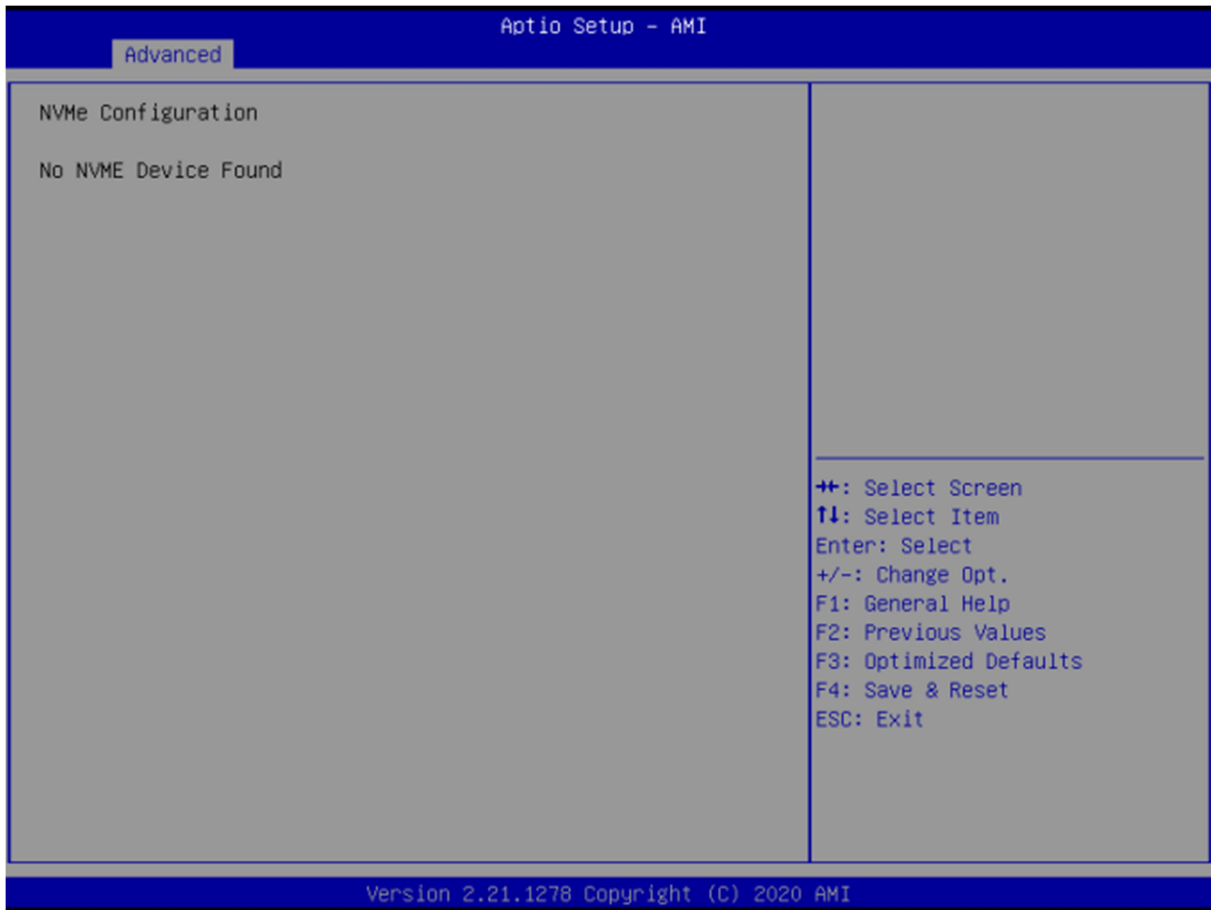 Aptio Setup – AMI
Advanced
NVMe Configuration
No NVME Device Found
→←: Select Screen
↑↓: Select Item
Enter: Select
+/-: Change Opt.
F1: General Help
F2: Previous Values
F3: Optimized Defaults
F4: Save & Reset
ESC: Exit
Version 2.21.1278 Copyright (C) 2020 AMI